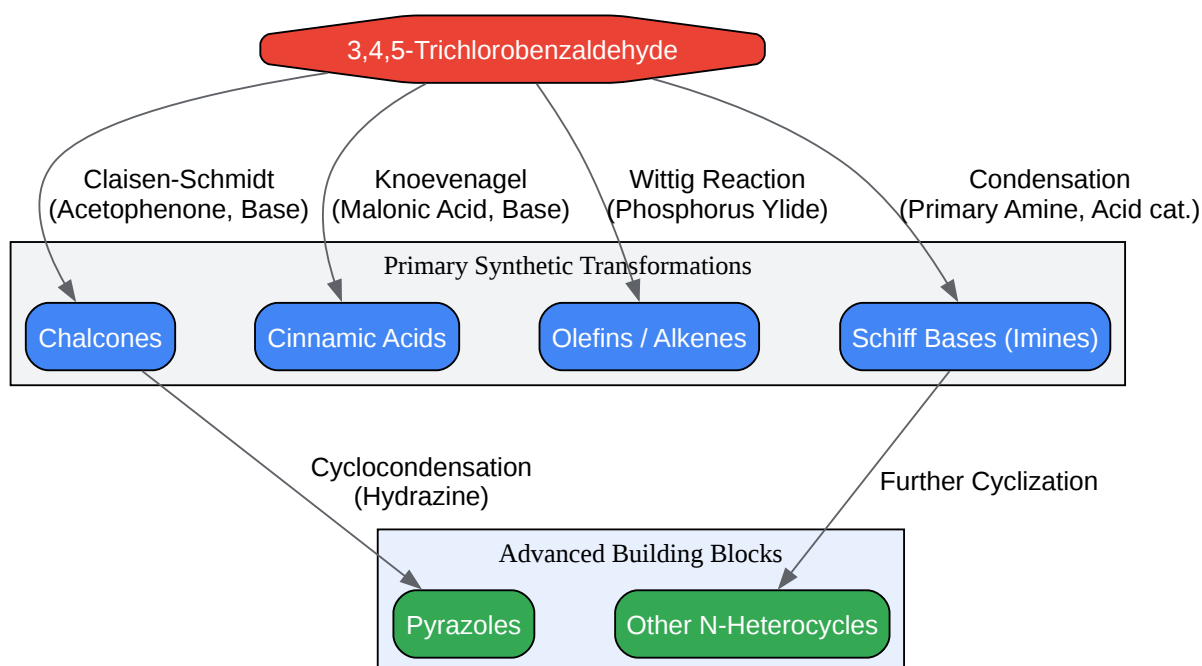 3,4,5-Trichlorobenzaldehyde
Claisen-Schmidt
(Acetophenone, Base)
Knoevenagel
(Malonic Acid, Base)
Wittig Reaction
(Phosphorus Ylide)
Condensation
(Primary Amine, Acid cat.)
Primary Synthetic Transformations
Chalcones
Cinnamic Acids
Olefins / Alkenes
Schiff Bases (Imines)
Cyclocondensation
(Hydrazine)
Further Cyclization
Advanced Building Blocks
Pyrazoles
Other N-Heterocycles